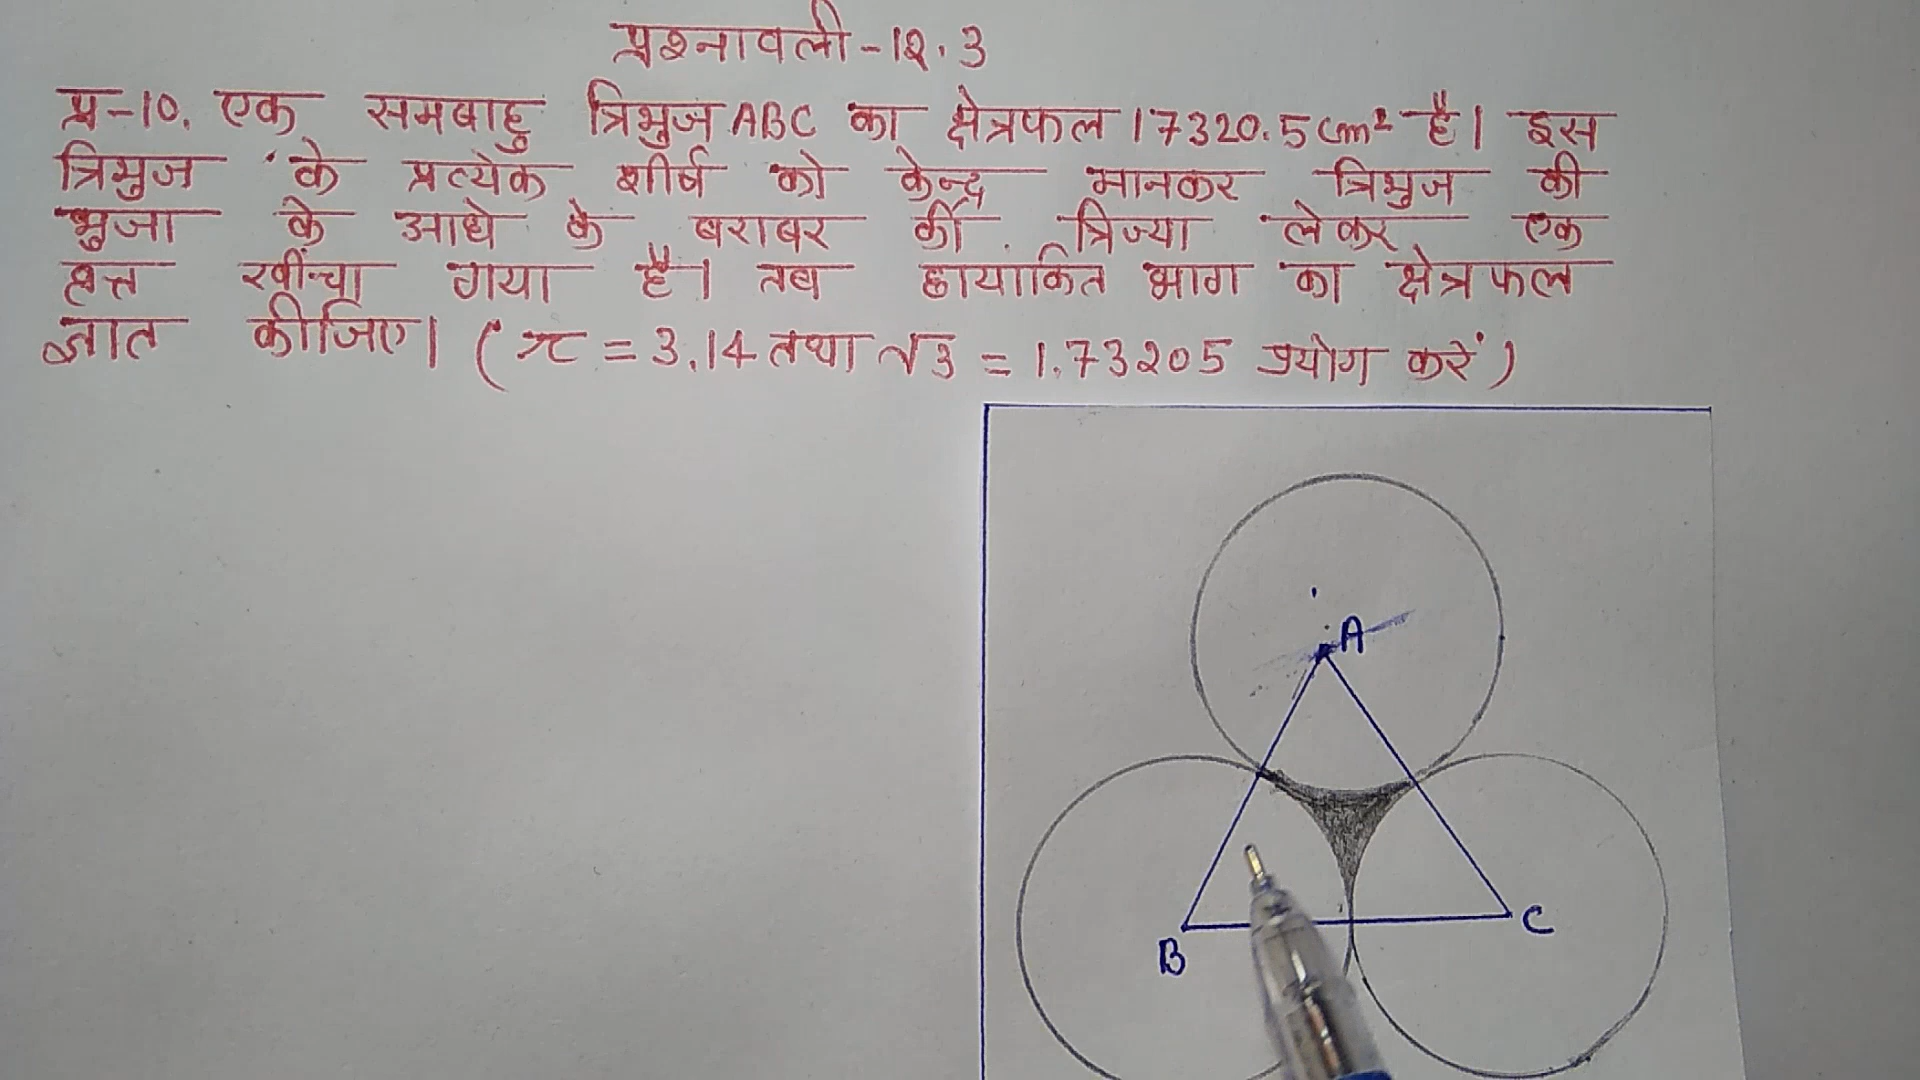 प्रश्नावली-12.3
प्र-10. एक समबाहु त्रिभुज ABC का क्षेत्रफल 17320.5 cm² है। इस
त्रिभुज के प्रत्येक शीर्ष को केन्द्र मानकर त्रिभुज की
भुजा के आधे के बराबर की त्रिज्या लेकर एक
वृत्त खींचा गया है। तब छायांकित भाग का क्षेत्रफल
ज्ञात कीजिए। (π = 3.14 तथा √3 = 1.73205 प्रयोग करें)
A
B
C